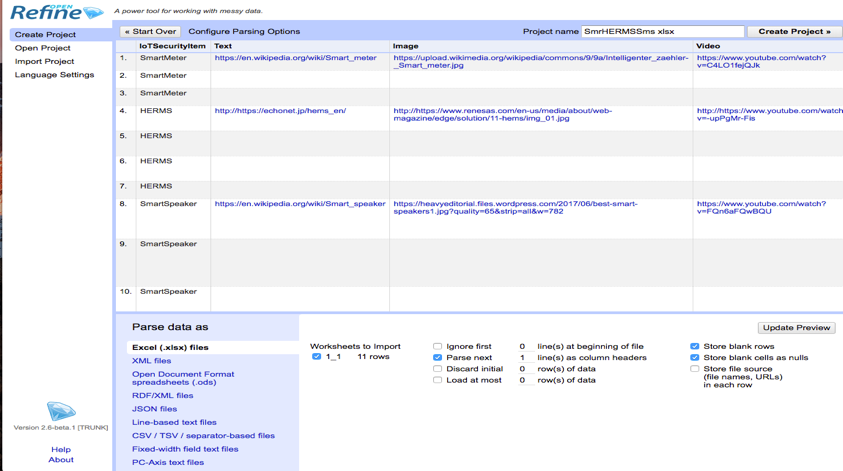 OPEN
Refine
A power tool for working with messy data.
Create Project
Open Project
Import Project
Language Settings
« Start Over
Configure Parsing Options
Project name
SmrHERMSSms xlsx
Create Project »
IoTSecurityItem Text Image Video
1. SmartMeter https://en.wikipedia.org/wiki/Smart_meter https://upload.wikimedia.org/wikipedia/commons/9/9a/Intelligenter_zaehler-
_Smart_meter.jpg
https://www.youtube.com/watch?
v=C4LO1fejQJk
2. SmartMeter
3. SmartMeter
4. HERMS http://https://echonet.jp/hems_en/ http://https://www.renesas.com/en-us/media/about/web-
magazine/edge/solution/11-hems/img_01.jpg
http://https://www.youtube.com/watch
v=-upPgMr-Fis
5. HERMS
6. HERMS
7. HERMS
8. SmartSpeaker https://en.wikipedia.org/wiki/Smart_speaker https://heavyeditorial.files.wordpress.com/2017/06/best-smart-
speakers1.jpg?quality=65&strip=all&w=782
https://www.youtube.com/watch?
v=FQn6aFQwBQU
9. SmartSpeaker
10. SmartSpeaker
Parse data as
Update Preview
Excel (.xlsx) files
XML files
Open Document Format
spreadsheets (.ods)
RDF/XML files
JSON files
Line-based text files
CSV / TSV / separator-based files
Fixed-width field text files
PC-Axis text files
Worksheets to Import
1_1 11 rows
Ignore first 0 line(s) at beginning of file
Parse next 1 line(s) as column headers
Discard initial 0 row(s) of data
Load at most 0 row(s) of data
Store blank rows
Store blank cells as nulls
Store file source
(file names, URLs)
in each row
Version 2.6-beta.1 [TRUNK]
Help
About